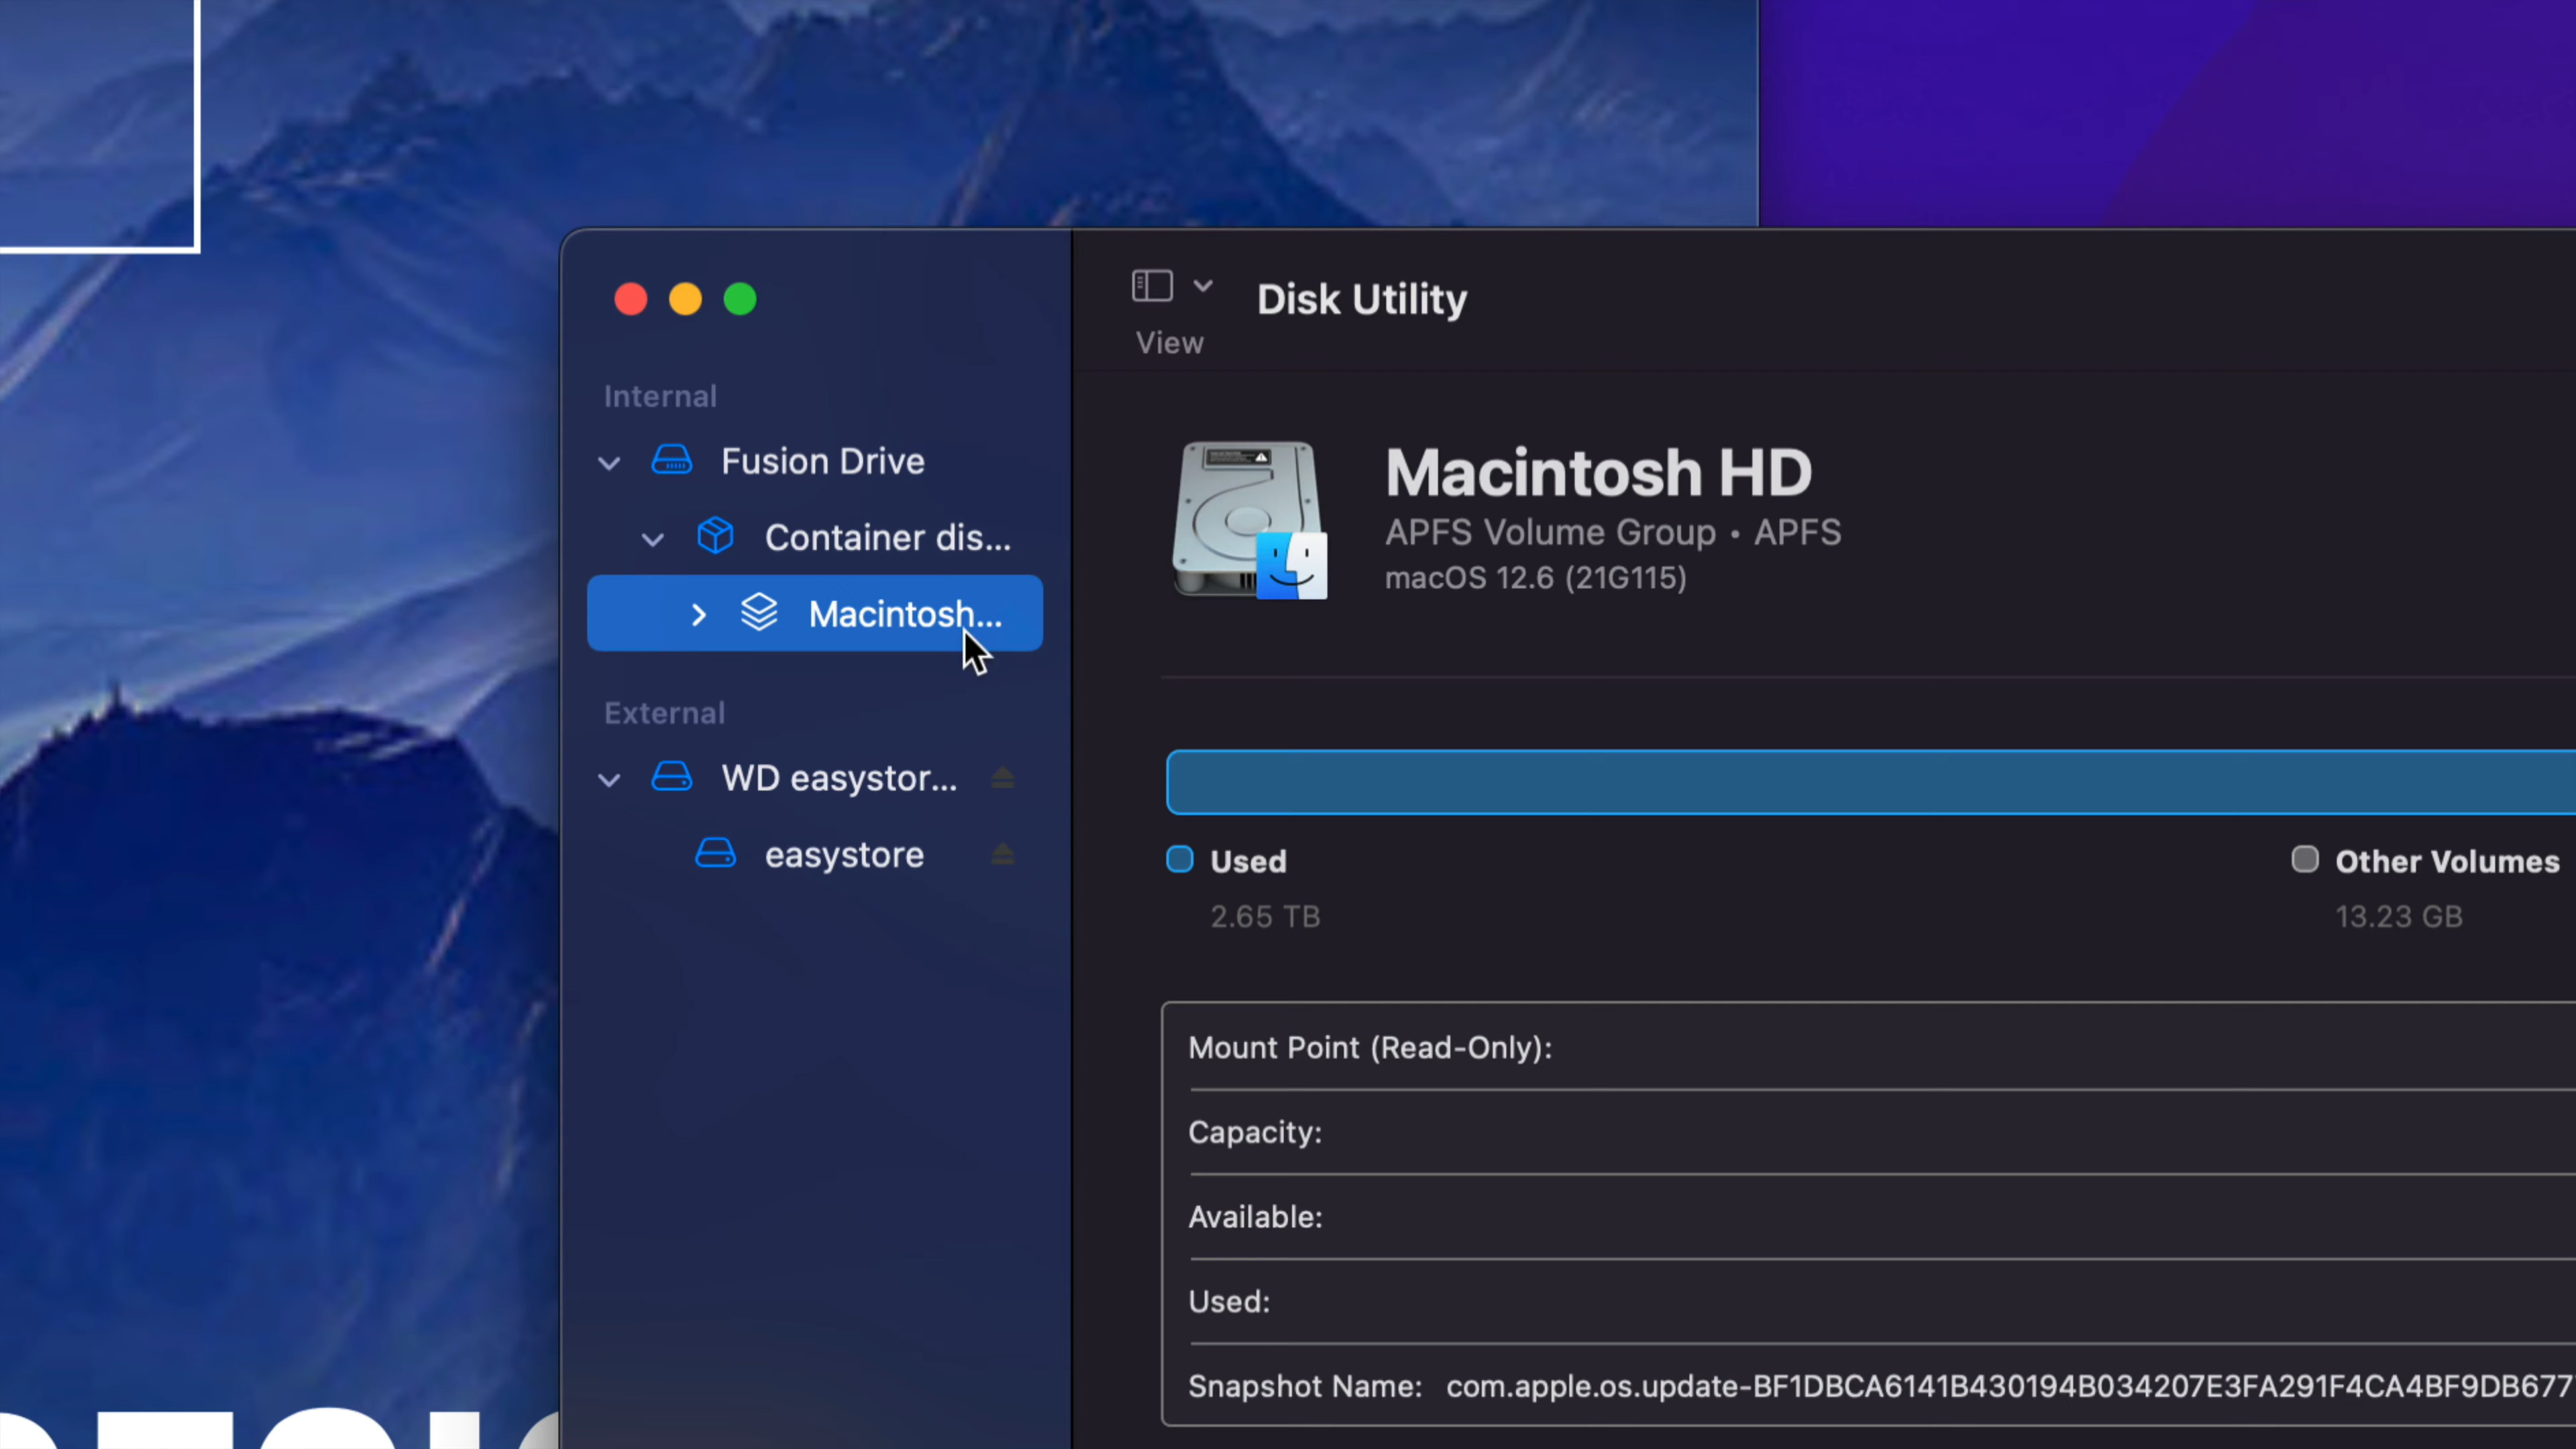 Disk Utility
View
Internal
Fusion Drive
Container dis...
Macintosh...
External
WD easystor...
easystore
Macintosh HD
APFS Volume Group • APFS
macOS 12.6 (21G115)
Used
2.65 TB
Other Volumes
13.23 GB
Mount Point (Read-Only):
Capacity:
Available:
Used:
Snapshot Name: com.apple.os.update-BF1DBCA6141B430194B034207E3FA291F4CA4BF9DB677